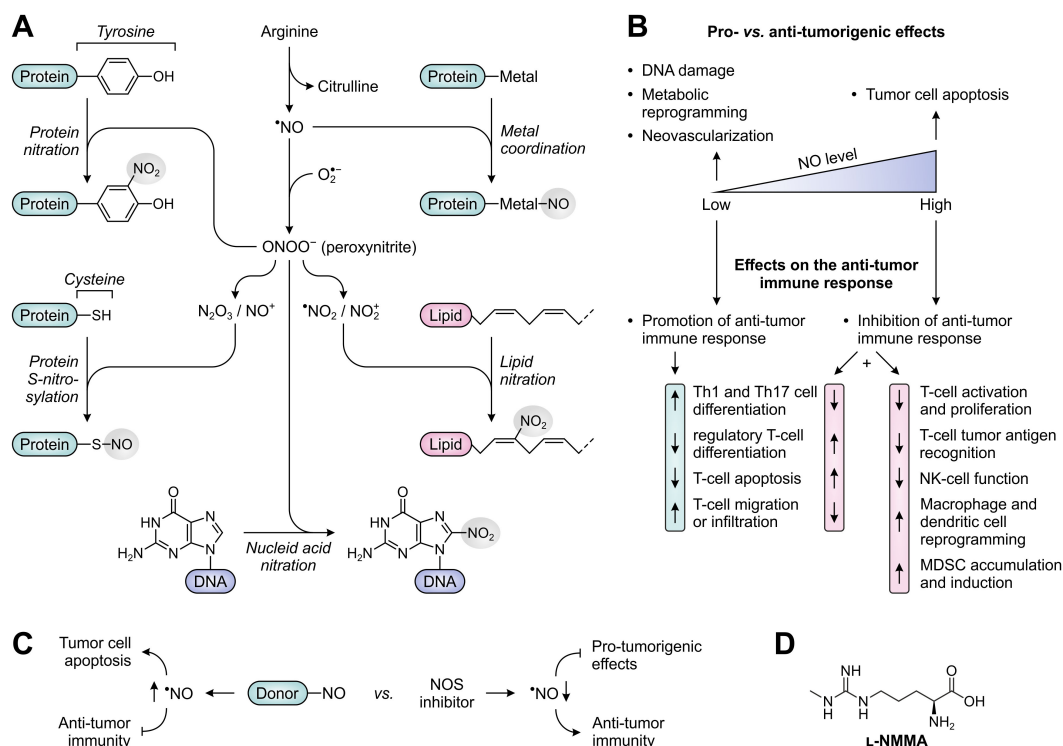 A
Tyrosine
Protein
OH
Protein
nitration
NO2
Protein
OH
Arginine
Citrulline
•NO
O2•−
ONOO− (peroxynitrite)
Protein
Metal
Metal
coordination
Protein
Metal
NO
Cysteine
Protein
SH
Protein
S-nitro-
sylation
Protein
S
NO
N2O3 / NO+
•NO2 / NO2+
Lipid
Lipid
nitration
NO2
Lipid
O
HN
N
H2N
N
N
DNA
Nucleid acid
nitration
O
HN
N
NO2
H2N
N
N
DNA
B
Pro- vs. anti-tumorigenic effects
• DNA damage
• Metabolic
reprogramming
• Neovascularization
• Tumor cell apoptosis
NO level
Low
High
Effects on the anti-tumor
immune response
• Promotion of anti-tumor
immune response
• Inhibition of anti-tumor
immune response
+
Th1 and Th17 cell
differentiation
regulatory T-cell
differentiation
T-cell apoptosis
T-cell migration
or infiltration
T-cell activation
and proliferation
T-cell tumor antigen
recognition
NK-cell function
Macrophage and
dendritic cell
reprogramming
MDSC accumulation
and induction
C
Tumor cell
apoptosis
•NO
Anti-tumor
immunity
Donor
NO
vs.
NOS
inhibitor
•NO
Pro-tumorigenic
effects
Anti-tumor
immunity
D
NH
O
N
H
N
H
OH
NH2
L-NMMA